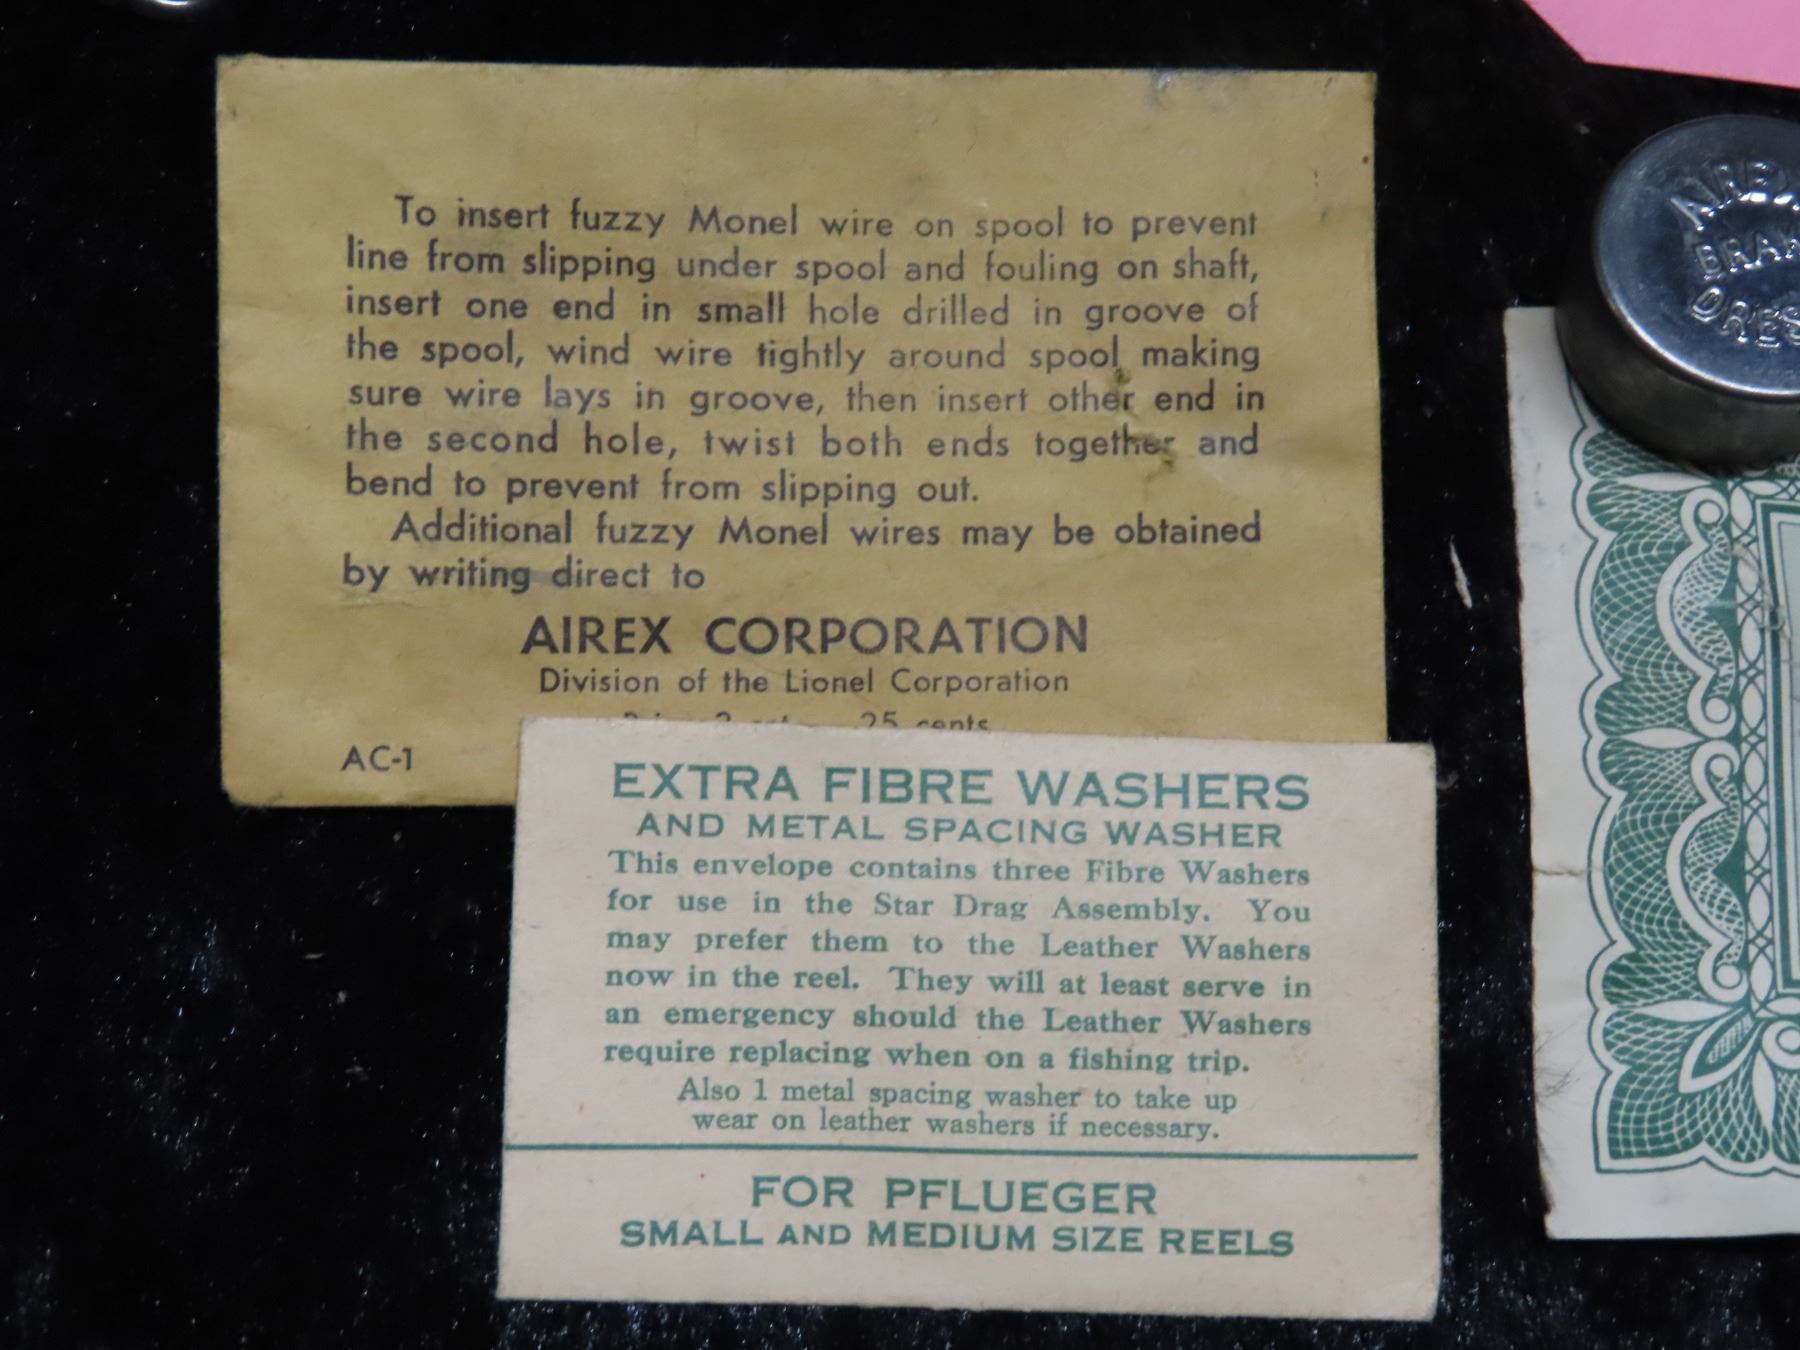 To insert fuzzy Monel wire on spool to prevent
line from slipping under spool and fouling on shaft,
insert one end in small hole drilled in groove of
the spool, wind wire tightly around spool making
sure wire lays in groove, then insert other end in
the second hole, twist both ends together and
bend to prevent from slipping out.
Additional fuzzy Monel wires may be obtained
by writing direct to
AIREX CORPORATION
Division of the Lionel Corporation
25 cents
AC-1
EXTRA FIBRE WASHERS
AND METAL SPACING WASHER
This envelope contains three Fibre Washers
for use in the Star Drag Assembly. You
may prefer them to the Leather Washers
now in the reel. They will at least serve in
an emergency should the Leather Washers
require replacing when on a fishing trip.
Also 1 metal spacing washer to take up
wear on leather washers if necessary.
FOR PFLUEGER
SMALL AND MEDIUM SIZE REELS
AIREX